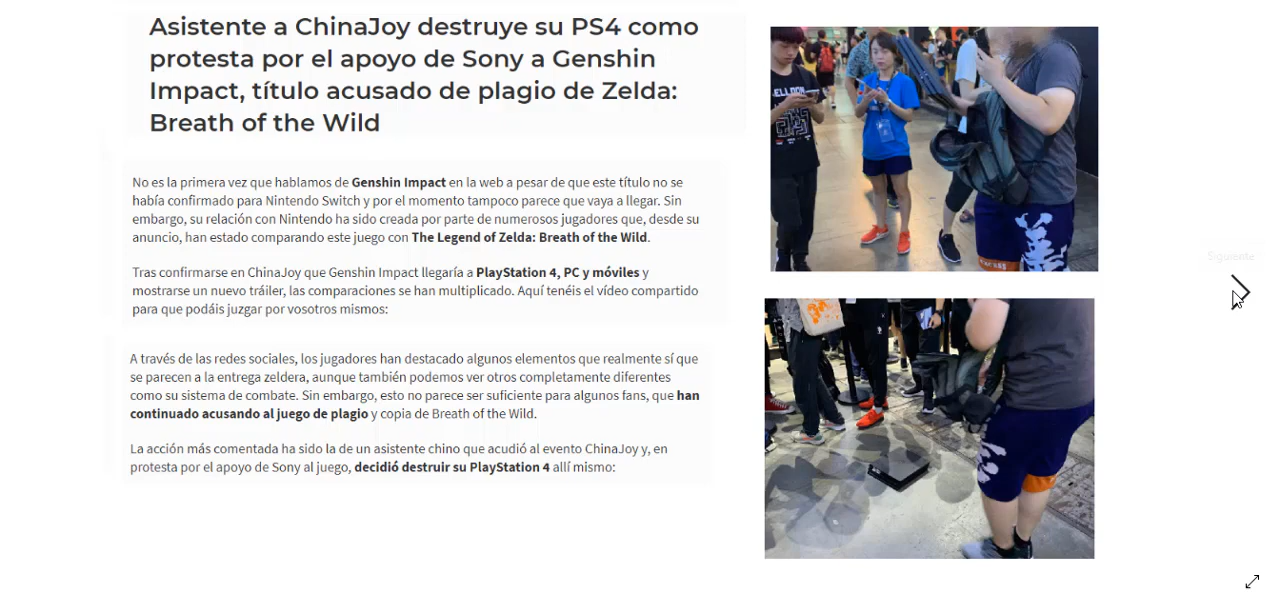 Asistente a ChinaJoy destruye su PS4 como
protesta por el apoyo de Sony a Genshin
Impact, título acusado de plagio de Zelda:
Breath of the Wild
No es la primera vez que hablamos de Genshin Impact en la web a pesar de que este título no se
había confirmado para Nintendo Switch y por el momento tampoco parece que vaya a llegar. Sin
embargo, su relación con Nintendo ha sido creada por parte de numerosos jugadores que, desde su
anuncio, han estado comparando este juego con The Legend of Zelda: Breath of the Wild.
Tras confirmarse en ChinaJoy que Genshin Impact llegaría a PlayStation 4, PC y móviles y
mostrarse un nuevo tráiler, las comparaciones se han multiplicado. Aquí tenéis el vídeo compartido
para que podáis juzgar por vosotros mismos:
A través de las redes sociales, los jugadores han destacado algunos elementos que realmente sí que
se parecen a la entrega zeldera, aunque también podemos ver otros completamente diferentes
como su sistema de combate. Sin embargo, esto no parece ser suficiente para algunos fans, que han
continuado acusando al juego de plagio y copia de Breath of the Wild.
La acción más comentada ha sido la de un asistente chino que acudió al evento ChinaJoy y, en
protesta por el apoyo de Sony al juego, decidió destruir su PlayStation 4 allí mismo:
Siguiente